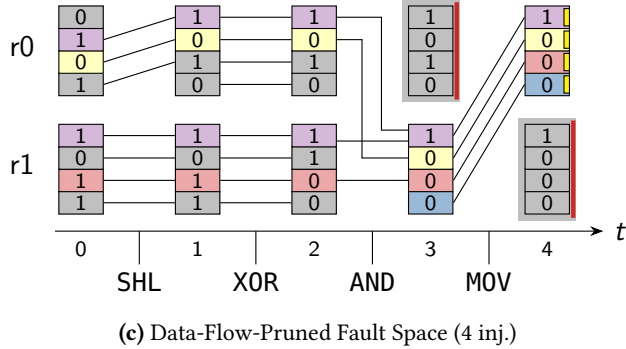 0 1 1 1 1
r0 1 0 0 0 0
0 1 1 1 0
1 0 0 0 0
1 1 1 1 1
r1 0 0 1 0 0
1 1 0 0 0
1 1 0 0 0
0 1 2 3 4 t
SHL XOR AND MOV
(c) Data-Flow-Pruned Fault Space (4 inj.)